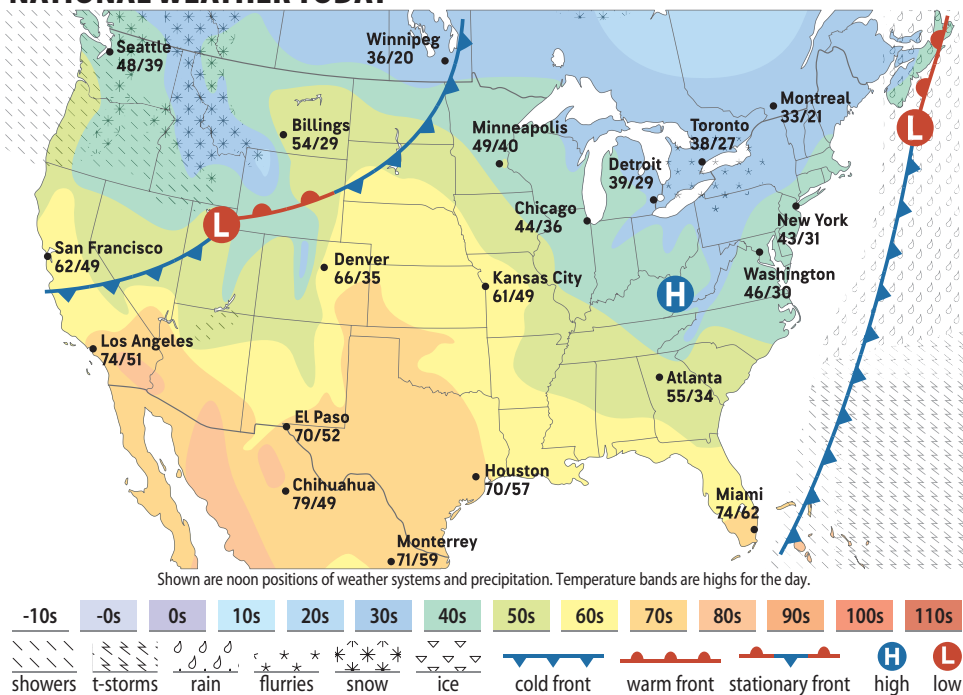 NATIONAL WEATHER TODAY
Seattle
48/39
Winnipeg
36/20
Billings
54/29
Minneapolis
49/40
Montreal
33/21
Toronto
38/27
L
Detroit
39/29
Chicago
44/36
New York
43/31
L
San Francisco
62/49
Denver
66/35
Kansas City
61/49
Washington
46/30
H
Los Angeles
74/51
Atlanta
55/34
El Paso
70/52
Houston
70/57
Chihuahua
79/49
Miami
74/62
Monterrey
71/59
Shown are noon positions of weather systems and precipitation. Temperature bands are highs for the day.
-10s -0s 0s 10s 20s 30s 40s 50s 60s 70s 80s 90s 100s 110s
H L
showers t-storms rain flurries snow ice cold front warm front stationary front high low